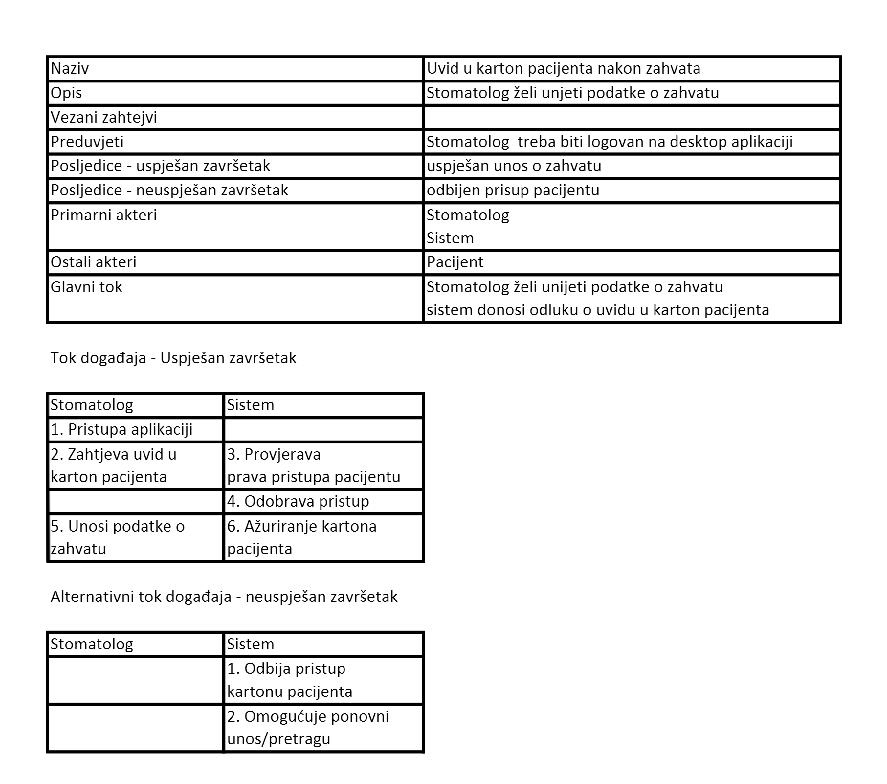 Naziv Uvid u karton pacijenta nakon zahvata
Opis Stomatolog želi unjeti podatke o zahvatu
Vezani zahtejvi
Preduvjeti Stomatolog treba biti logovan na desktop aplikaciji
Posljedice - uspješan završetak uspješan unos o zahvatu
Posljedice - neuspješan završetak odbijen prisup pacijentu
Primarni akteri Stomatolog
Sistem
Ostali akteri Pacijent
Glavni tok Stomatolog želi unijeti podatke o zahvatu
sistem donosi odluku o uvidu u karton pacijenta
Tok događaja - Uspješan završetak
Stomatolog Sistem
1. Pristupa aplikaciji
2. Zahtjeva uvid u 3. Provjerava
karton pacijenta prava pristupa pacijentu
4. Odobrava pristup
5. Unosi podatke o 6. Ažuriranje kartona
zahvatu pacijenta
Alternativni tok događaja - neuspješan završetak
Stomatolog Sistem
1. Odbija pristup
kartonu pacijenta
2. Omogućuje ponovni
unos/pretragu